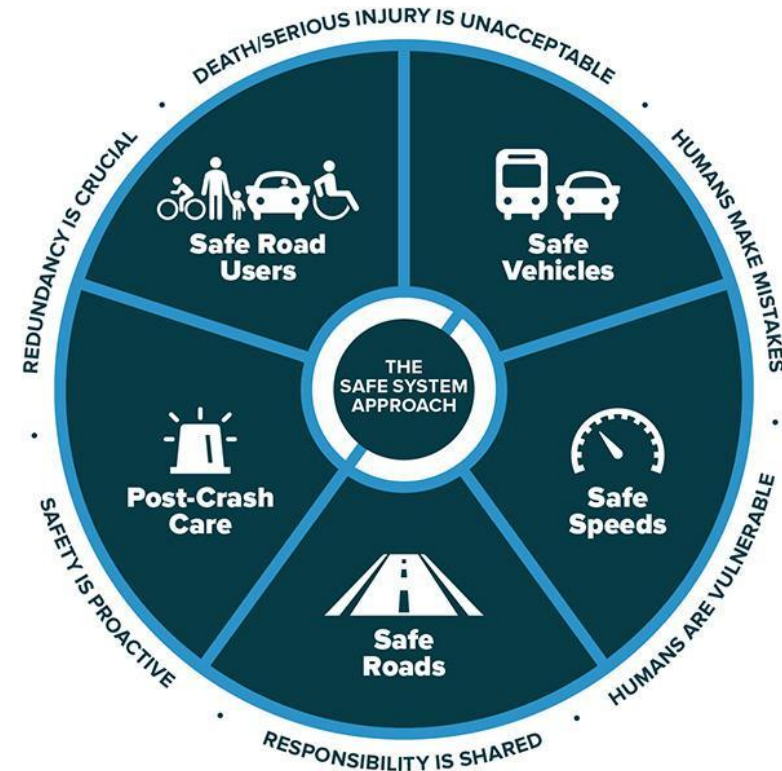 DEATH/SERIOUS INJURY IS UNACCEPTABLE
HUMANS MAKE MISTAKES
HUMANS ARE VULNERABLE
RESPONSIBILITY IS SHARED
SAFETY IS PROACTIVE
REDUNDANCY IS CRUCIAL
Safe Road
Users
Safe
Vehicles
Safe
Speeds
Safe
Roads
Post-Crash
Care
THE
SAFE SYSTEM
APPROACH